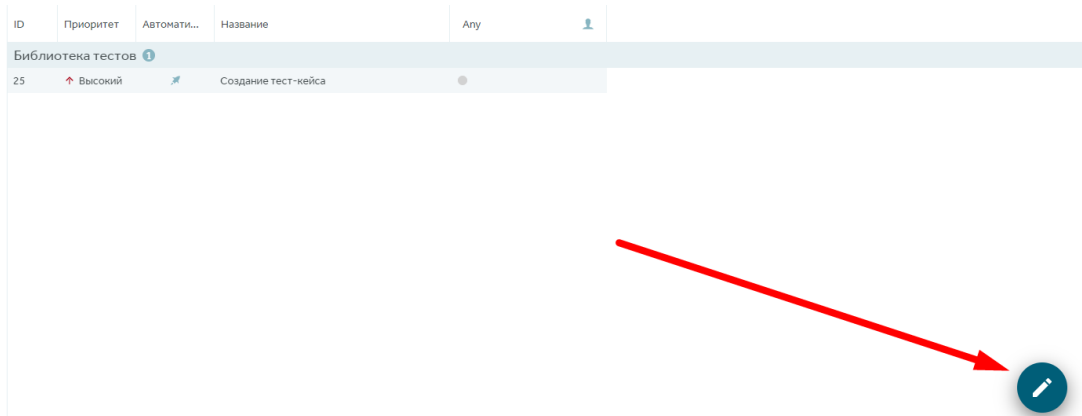 ID Приоритет Автомати... Название Any
Библиотека тестов 1
25 Высокий Создание тест-кейса